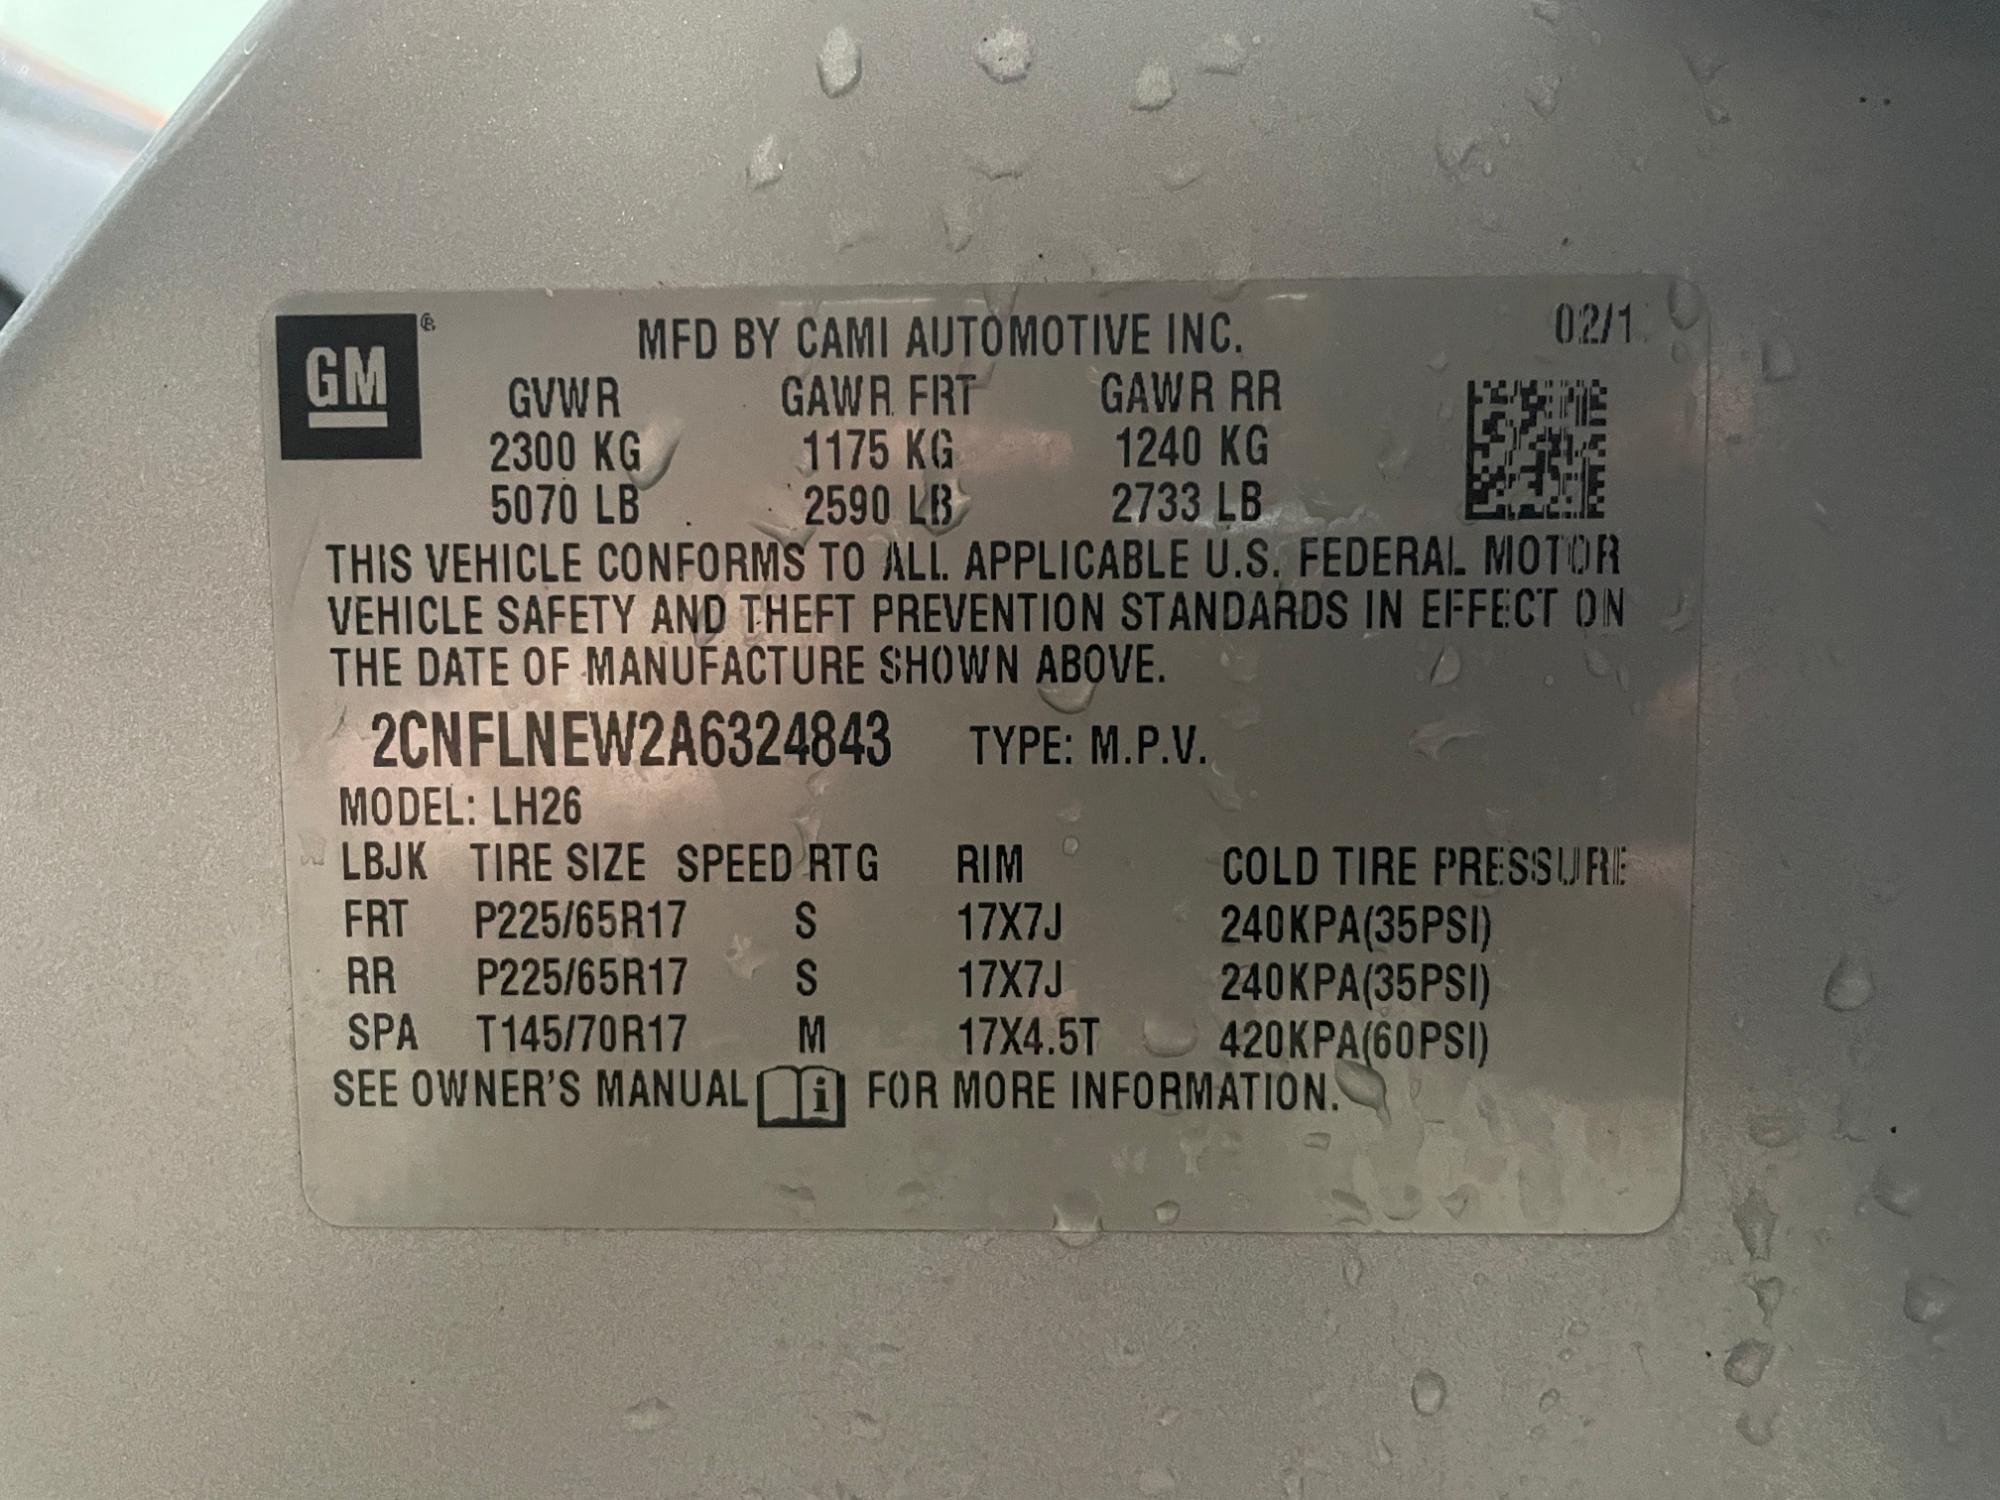 GM®
MFD BY CAMI AUTOMOTIVE INC. 02/1
GVWR GAWR FRT GAWR RR
2300 KG 1175 KG 1240 KG
5070 LB 2590 LB 2733 LB
THIS VEHICLE CONFORMS TO ALL APPLICABLE U.S. FEDERAL MOTOR
VEHICLE SAFETY AND THEFT PREVENTION STANDARDS IN EFFECT ON
THE DATE OF MANUFACTURE SHOWN ABOVE.
2CNFLNEW2A6324843 TYPE: M.P.V.
MODEL: LH26
LBJK TIRE SIZE SPEED RTG RIM COLD TIRE PRESSURE
FRT P225/65R17 S 17X7J 240KPA(35PSI)
RR P225/65R17 S 17X7J 240KPA(35PSI)
SPA T145/70R17 M 17X4.5T 420KPA(60PSI)
SEE OWNER'S MANUAL i FOR MORE INFORMATION.